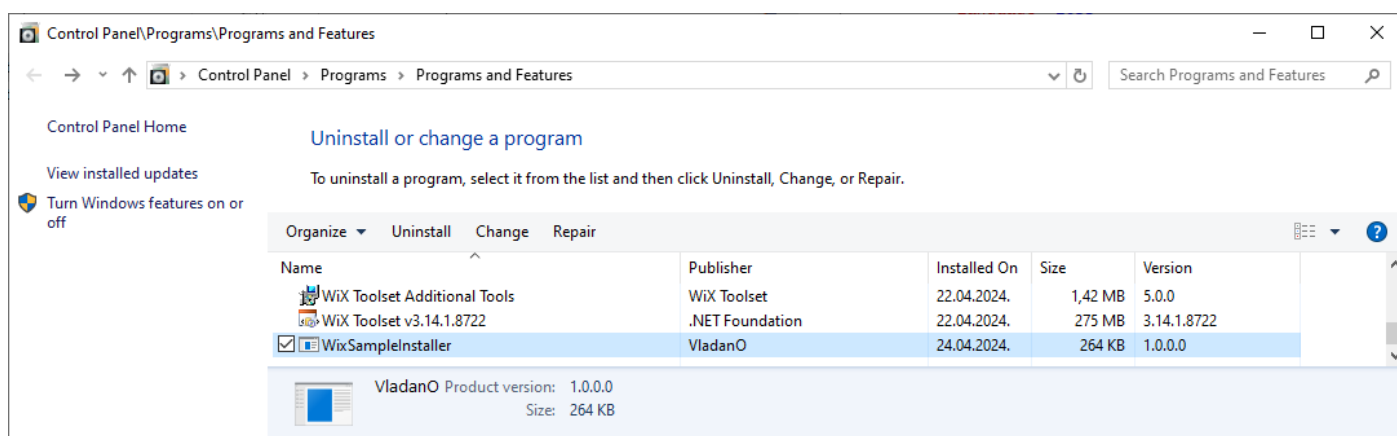 Control Panel\Programs\Programs and Features
Control Panel › Programs › Programs and Features
Search Programs and Features
Control Panel Home
View installed updates
Turn Windows features on or
off
Uninstall or change a program
To uninstall a program, select it from the list and then click Uninstall, Change, or Repair.
Organize Uninstall Change Repair
Name Publisher Installed On Size Version
WiX Toolset Additional Tools WiX Toolset 22.04.2024. 1,42 MB 5.0.0
WiX Toolset v3.14.1.8722 .NET Foundation 22.04.2024. 275 MB 3.14.1.8722
WixSampleInstaller VladanO 24.04.2024. 264 KB 1.0.0.0
VladanO Product version: 1.0.0.0
Size: 264 KB